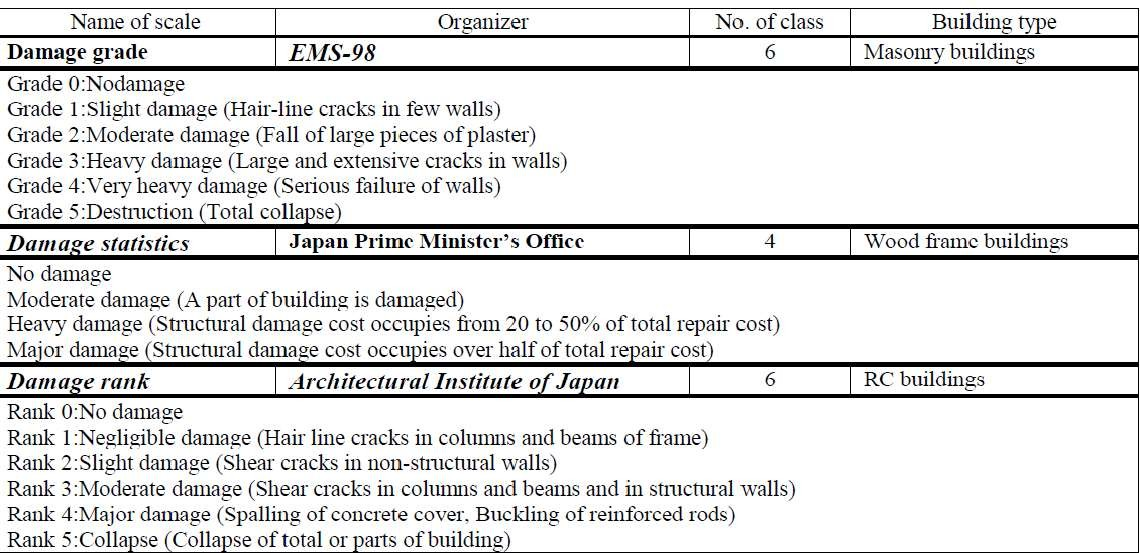 Name of scale Organizer No. of class Building type
Damage grade EMS-98 6 Masonry buildings
Grade 0:Nodamage
Grade 1:Slight damage (Hair-line cracks in few walls)
Grade 2:Moderate damage (Fall of large pieces of plaster)
Grade 3:Heavy damage (Large and extensive cracks in walls)
Grade 4:Very heavy damage (Serious failure of walls)
Grade 5:Destruction (Total collapse)
Damage statistics Japan Prime Minister's Office 4 Wood frame buildings
No damage
Moderate damage (A part of building is damaged)
Heavy damage (Structural damage cost occupies from 20 to 50% of total repair cost)
Major damage (Structural damage cost occupies over half of total repair cost)
Damage rank Architectural Institute of Japan 6 RC buildings
Rank 0:No damage
Rank 1:Negligible damage (Hair line cracks in columns and beams of frame)
Rank 2:Slight damage (Shear cracks in non-structural walls)
Rank 3:Moderate damage (Shear cracks in columns and beams and in structural walls)
Rank 4:Major damage (Spalling of concrete cover, Buckling of reinforced rods)
Rank 5:Collapse (Collapse of total or parts of building)